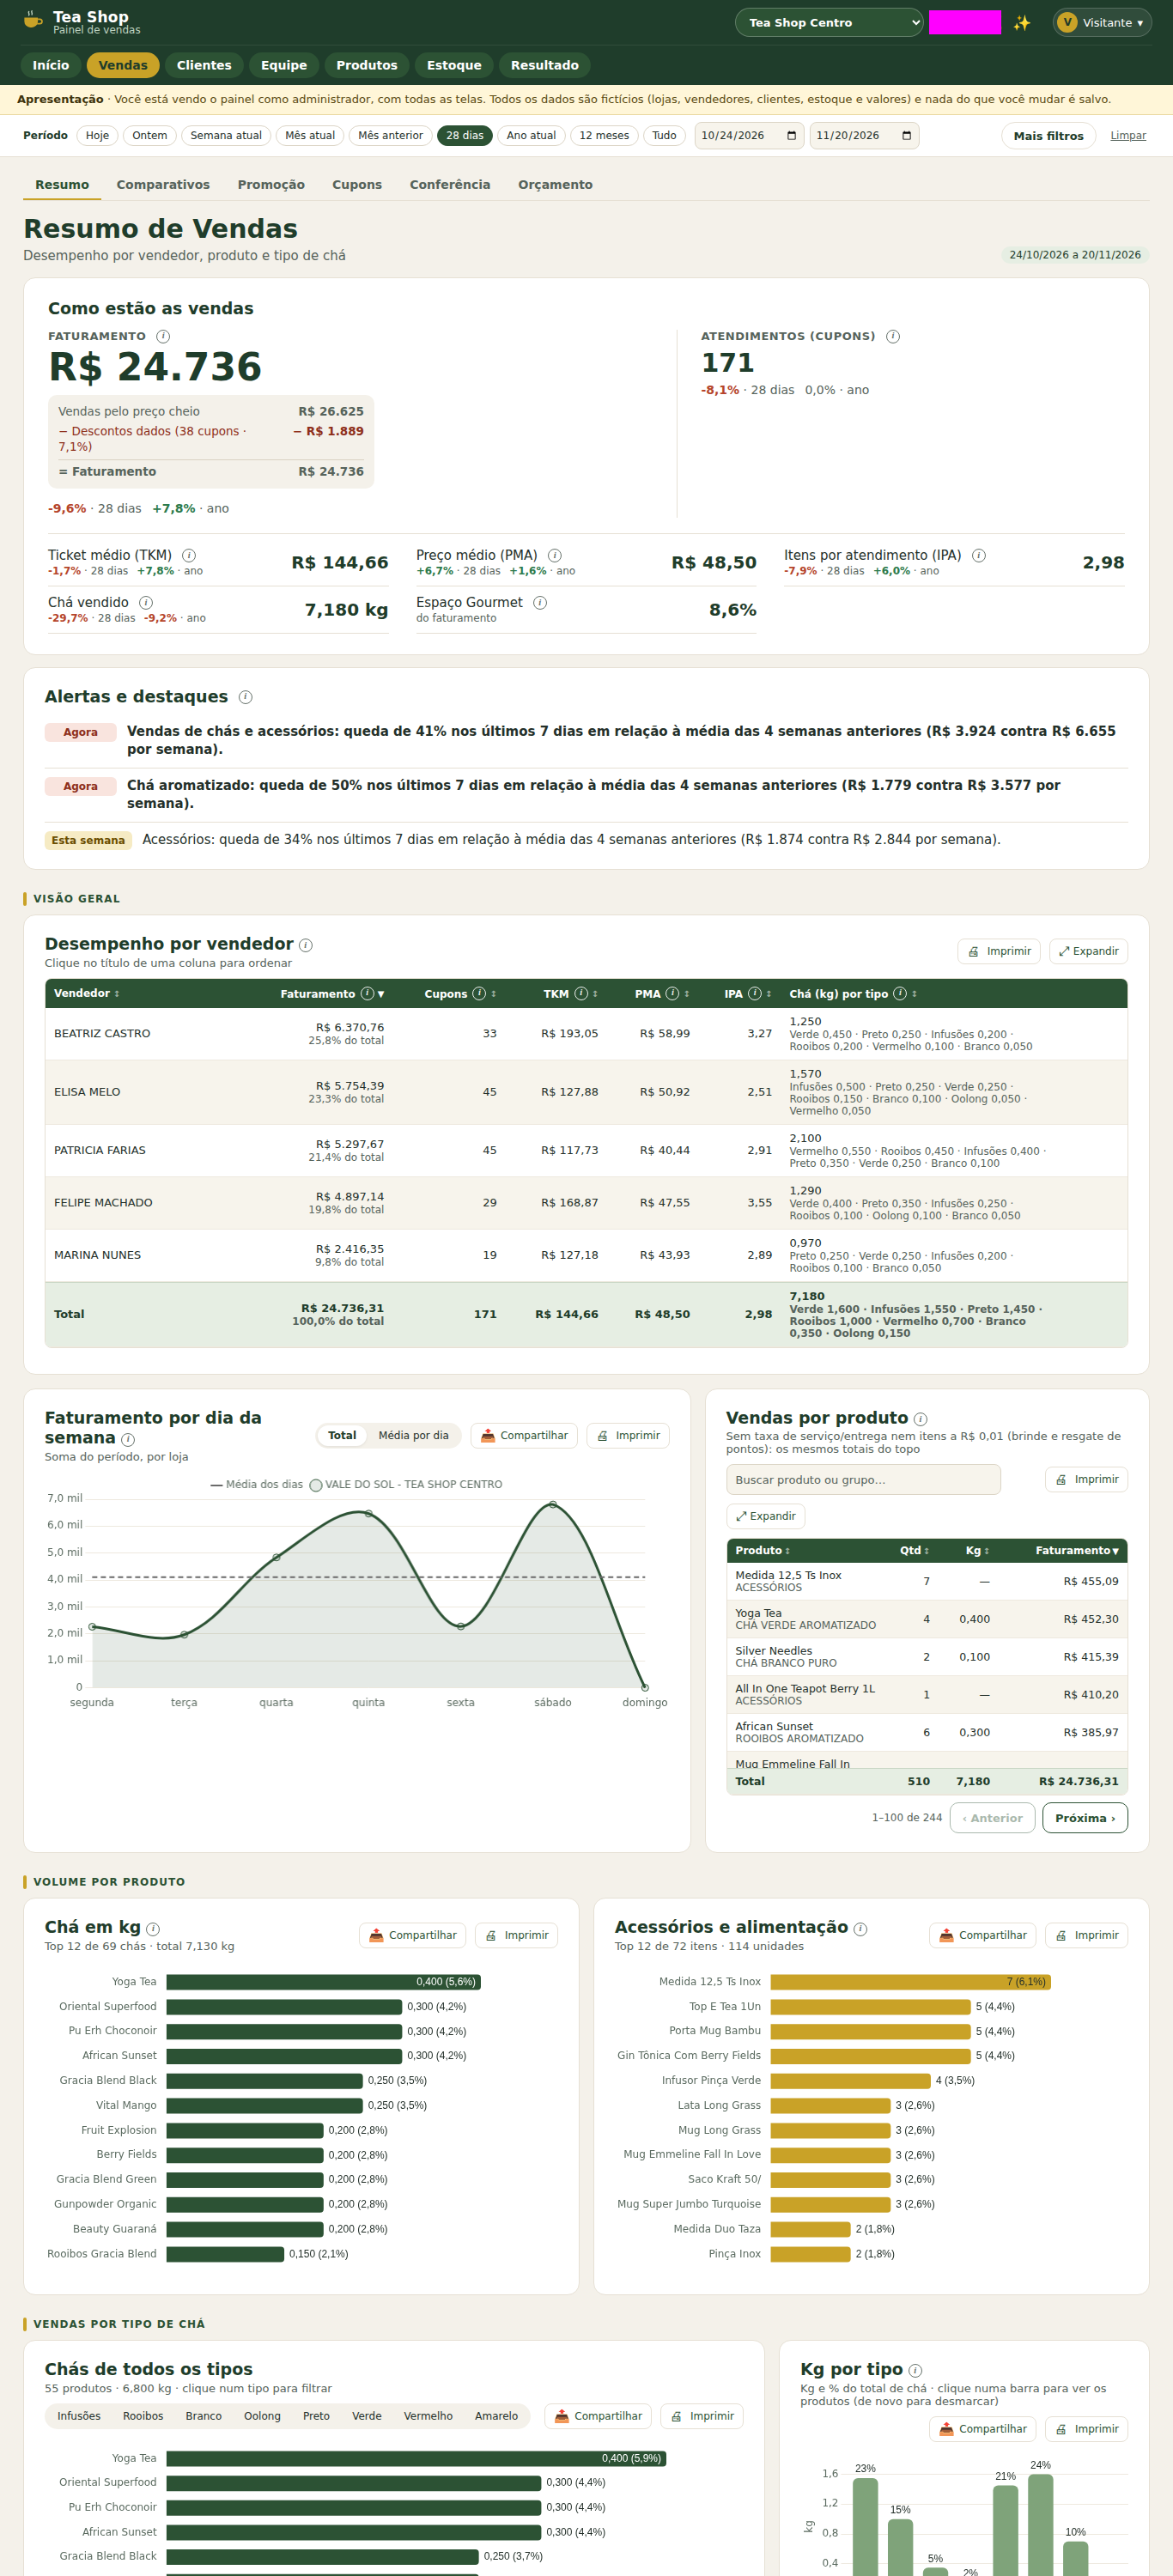 Tea Shop
Painel de vendas
Tea Shop Centro
V Visitante ▾
Início Vendas Clientes Equipe Produtos Estoque Resultado
Apresentação · Você está vendo o painel como administrador, com todas as telas. Todos os dados são fictícios (lojas, vendedores, clientes, estoque e valores) e nada do que você mudar é salvo.
Período Hoje Ontem Semana atual Mês atual Mês anterior 28 dias Ano atual 12 meses Tudo 10/24/2026 11/20/2026 Mais filtros Limpar
Resumo Comparativos Promoção Cupons Conferência Orçamento
Resumo de Vendas
Desempenho por vendedor, produto e tipo de chá
24/10/2026 a 20/11/2026
Como estão as vendas
FATURAMENTO i
R$ 24.736
Vendas pelo preço cheio R$ 26.625
− Descontos dados (38 cupons · − R$ 1.889
7,1%)
= Faturamento R$ 24.736
-9,6% · 28 dias +7,8% · ano
ATENDIMENTOS (CUPONS) i
171
-8,1% · 28 dias 0,0% · ano
Ticket médio (TKM) i R$ 144,66
-1,7% · 28 dias +7,8% · ano
Preço médio (PMA) i R$ 48,50
+6,7% · 28 dias +1,6% · ano
Itens por atendimento (IPA) i 2,98
-7,9% · 28 dias +6,0% · ano
Chá vendido i 7,180 kg
-29,7% · 28 dias -9,2% · ano
Espaço Gourmet i 8,6%
do faturamento
Alertas e destaques i
Agora Vendas de chás e acessórios: queda de 41% nos últimos 7 dias em relação à média das 4 semanas anteriores (R$ 3.924 contra R$ 6.655
por semana).
Agora Chá aromatizado: queda de 50% nos últimos 7 dias em relação à média das 4 semanas anteriores (R$ 1.779 contra R$ 3.577 por
semana).
Esta semana Acessórios: queda de 34% nos últimos 7 dias em relação à média das 4 semanas anteriores (R$ 1.874 contra R$ 2.844 por semana).
VISÃO GERAL
Desempenho por vendedor i
Clique no título de uma coluna para ordenar
Imprimir Expandir
Vendedor Faturamento i ▼ Cupons i TKM i PMA i IPA i Chá (kg) por tipo i
BEATRIZ CASTRO R$ 6.370,76 25,8% do total 33 R$ 193,05 R$ 58,99 3,27 1,250
Verde 0,450 · Preto 0,250 · Infusões 0,200 ·
Rooibos 0,200 · Vermelho 0,100 · Branco 0,050
ELISA MELO R$ 5.754,39 23,3% do total 45 R$ 127,88 R$ 50,92 2,51 1,570
Infusões 0,500 · Preto 0,250 · Verde 0,250 ·
Rooibos 0,150 · Branco 0,100 · Oolong 0,050 ·
Vermelho 0,050
PATRICIA FARIAS R$ 5.297,67 21,4% do total 45 R$ 117,73 R$ 40,44 2,91 2,100
Vermelho 0,550 · Rooibos 0,450 · Infusões 0,400 ·
Preto 0,350 · Verde 0,250 · Branco 0,100
FELIPE MACHADO R$ 4.897,14 19,8% do total 29 R$ 168,87 R$ 47,55 3,55 1,290
Verde 0,400 · Preto 0,350 · Infusões 0,250 ·
Rooibos 0,100 · Oolong 0,100 · Branco 0,050
MARINA NUNES R$ 2.416,35 9,8% do total 19 R$ 127,18 R$ 43,93 2,89 0,970
Preto 0,250 · Verde 0,250 · Infusões 0,200 ·
Rooibos 0,100 · Branco 0,050
Total R$ 24.736,31 100,0% do total 171 R$ 144,66 R$ 48,50 2,98 7,180
Verde 1,600 · Infusões 1,550 · Preto 1,450 ·
Rooibos 1,000 · Vermelho 0,700 · Branco
0,350 · Oolong 0,150
Faturamento por dia da
semana i
Soma do período, por loja
Total Média por dia Compartilhar Imprimir
Média dos dias VALE DO SOL - TEA SHOP CENTRO
7,0 mil
6,0 mil
5,0 mil
4,0 mil
3,0 mil
2,0 mil
1,0 mil
0
segunda terça quarta quinta sexta sábado domingo
Vendas por produto i
Sem taxa de serviço/entrega nem itens a R$ 0,01 (brinde e resgate de
pontos): os mesmos totais do topo
Buscar produto ou grupo… Imprimir
Expandir
Produto Qtd Kg Faturamento ▼
Medida 12,5 Ts Inox 7 — R$ 455,09
ACESSÓRIOS
Yoga Tea 4 0,400 R$ 452,30
CHÁ VERDE AROMATIZADO
Silver Needles 2 0,100 R$ 415,39
CHÁ BRANCO PURO
All In One Teapot Berry 1L 1 — R$ 410,20
ACESSÓRIOS
African Sunset 6 0,300 R$ 385,97
ROOIBOS AROMATIZADO
Mug Emmeline Fall In
Total 510 7,180 R$ 24.736,31
1–100 de 244 ‹ Anterior Próxima ›
VOLUME POR PRODUTO
Chá em kg i
Top 12 de 69 chás · total 7,130 kg
Compartilhar Imprimir
Yoga Tea 0,400 (5,6%)
Oriental Superfood 0,300 (4,2%)
Pu Erh Choconoir 0,300 (4,2%)
African Sunset 0,300 (4,2%)
Gracia Blend Black 0,250 (3,5%)
Vital Mango 0,250 (3,5%)
Fruit Explosion 0,200 (2,8%)
Berry Fields 0,200 (2,8%)
Gracia Blend Green 0,200 (2,8%)
Gunpowder Organic 0,200 (2,8%)
Beauty Guaraná 0,200 (2,8%)
Rooibos Gracia Blend 0,150 (2,1%)
Acessórios e alimentação i
Top 12 de 72 itens · 114 unidades
Compartilhar Imprimir
Medida 12,5 Ts Inox 7 (6,1%)
Top E Tea 1Un 5 (4,4%)
Porta Mug Bambu 5 (4,4%)
Gin Tônica Com Berry Fields 5 (4,4%)
Infusor Pinça Verde 4 (3,5%)
Lata Long Grass 3 (2,6%)
Mug Long Grass 3 (2,6%)
Mug Emmeline Fall In Love 3 (2,6%)
Saco Kraft 50/ 3 (2,6%)
Mug Super Jumbo Turquoise 3 (2,6%)
Medida Duo Taza 2 (1,8%)
Pinça Inox 2 (1,8%)
VENDAS POR TIPO DE CHÁ
Chás de todos os tipos
55 produtos · 6,800 kg · clique num tipo para filtrar
Infusões Rooibos Branco Oolong Preto Verde Vermelho Amarelo Compartilhar Imprimir
Yoga Tea 0,400 (5,9%)
Oriental Superfood 0,300 (4,4%)
Pu Erh Choconoir 0,300 (4,4%)
African Sunset 0,300 (4,4%)
Gracia Blend Black 0,250 (3,7%)
Kg por tipo i
Kg e % do total de chá · clique numa barra para ver os
produtos (de novo para desmarcar)
Compartilhar Imprimir
kg
1,6
1,2
0,8
0,4
23% 15% 5% 2% 21% 24% 10%